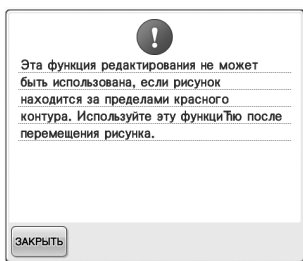 Эта функция редактирования не может
быть использована, если рисунок
находится за пределами красного
контура. Используйте эту функциЂю после
перемещения рисунка.
ЗАКРЫТЬ